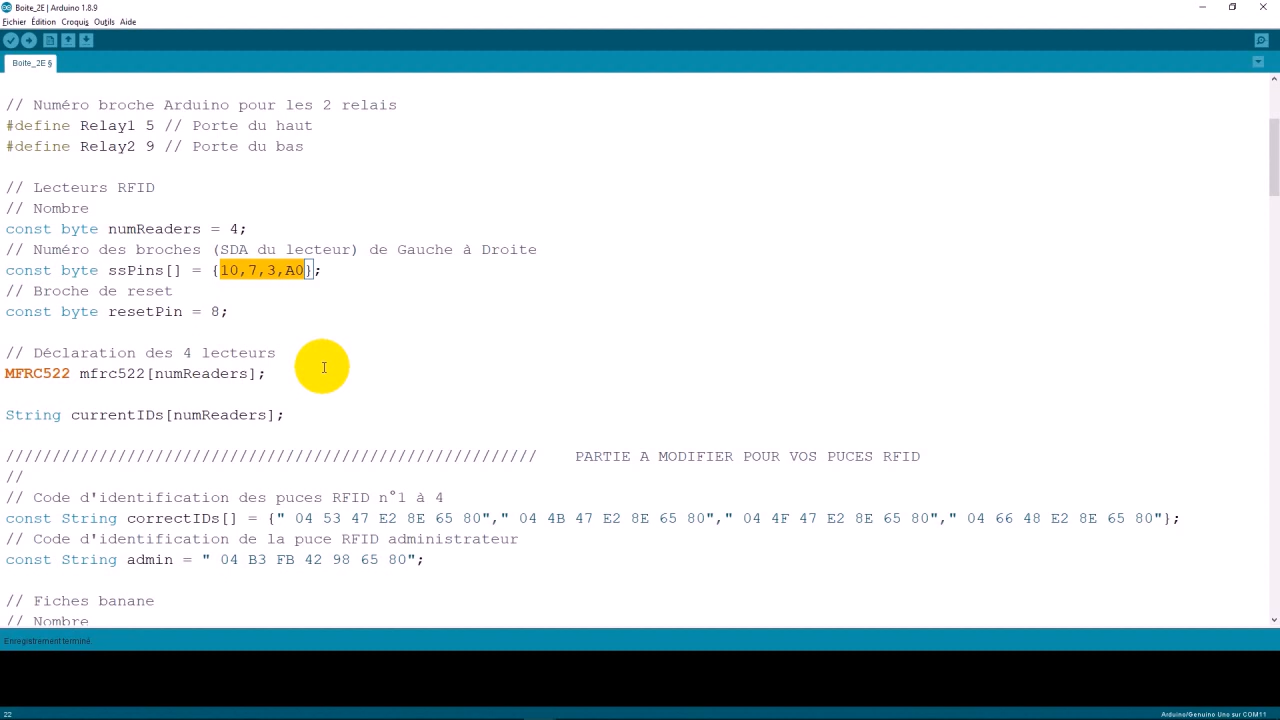 Boite_2E | Arduino 1.8.9
Fichier Édition Croquis Outils Aide
Boite_2E §
// Numéro broche Arduino pour les 2 relais
#define Relay1 5 // Porte du haut
#define Relay2 9 // Porte du bas
// Lecteurs RFID
// Nombre
const byte numReaders = 4;
// Numéro des broches (SDA du lecteur) de Gauche à Droite
const byte ssPins[] = {10,7,3,A0};
// Broche de reset
const byte resetPin = 8;
// Déclaration des 4 lecteurs
MFRC522 mfrc522[numReaders];
String currentIDs[numReaders];
///////////////////////////////////////////////////////// PARTIE A MODIFIER POUR VOS PUCES RFID
//
// Code d'identification des puces RFID n°1 à 4
const String correctIDs[] = {" 04 53 47 E2 8E 65 80"," 04 4B 47 E2 8E 65 80"," 04 4F 47 E2 8E 65 80"," 04 66 48 E2 8E 65 80"};
// Code d'identification de la puce RFID administrateur
const String admin = " 04 B3 FB 42 98 65 80";
// Fiches banane
// Nombre
Enregistrement terminé.
22
Arduino/Genuino Uno sur COM11